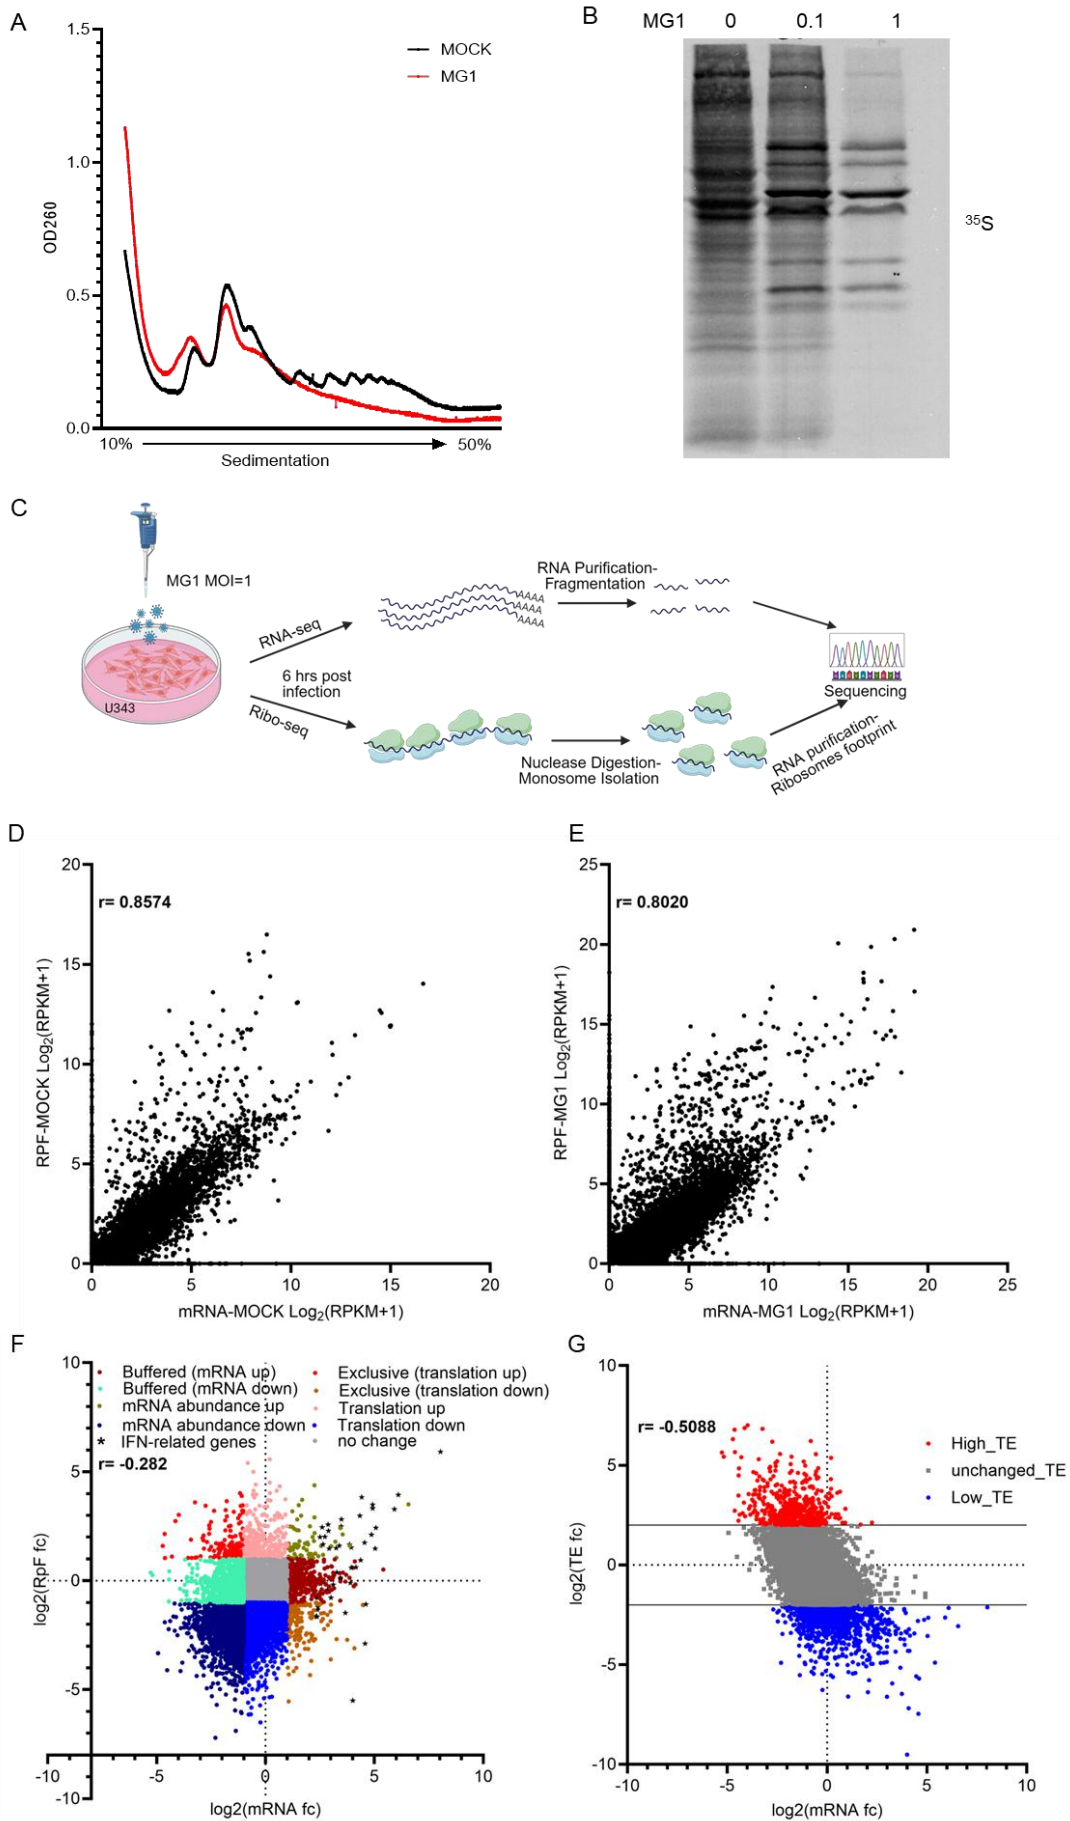 A
1.5
1.0
0.5
0.0
OD260
MOCK
MG1
10%
50%
Sedimentation
B
MG1 0 0.1 1
35S
C
MG1 MOI=1
U343
RNA-seq
6 hrs post
infection
Ribo-seq
AAAA
AAAA
AAAA
RNA Purification-
Fragmentation
Nuclease Digestion-
Monosome Isolation
Sequencing
RNA purification-
Ribosomes footprint
D
r= 0.8574
20
15
10
5
0
RPF-MOCK Log2(RPKM+1)
0 5 10 15 20
mRNA-MOCK Log2(RPKM+1)
E
r= 0.8020
25
20
15
10
5
0
RPF-MG1 Log2(RPKM+1)
0 5 10 15 20 25
mRNA-MG1 Log2(RPKM+1)
F
Buffered (mRNA up)
Buffered (mRNA down)
mRNA abundance up
mRNA abundance down
* IFN-related genes
Exclusive (translation up)
Exclusive (translation down)
Translation up
Translation down
no change
r= -0.282
10
5
0
-5
-10
log2(RpF fc)
-10 -5 0 5 10
log2(mRNA fc)
G
r= -0.5088
High_TE
unchanged_TE
Low_TE
10
5
0
-5
-10
log2(TE fc)
-10 -5 0 5 10
log2(mRNA fc)